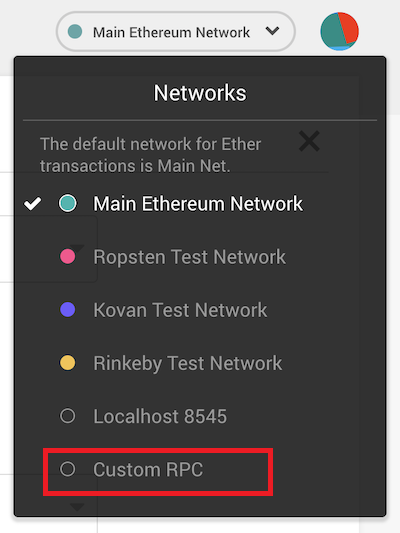 Main Ethereum Network
Networks
The default network for Ether
transactions is Main Net.
Main Ethereum Network
Ropsten Test Network
Kovan Test Network
Rinkeby Test Network
Localhost 8545
Custom RPC